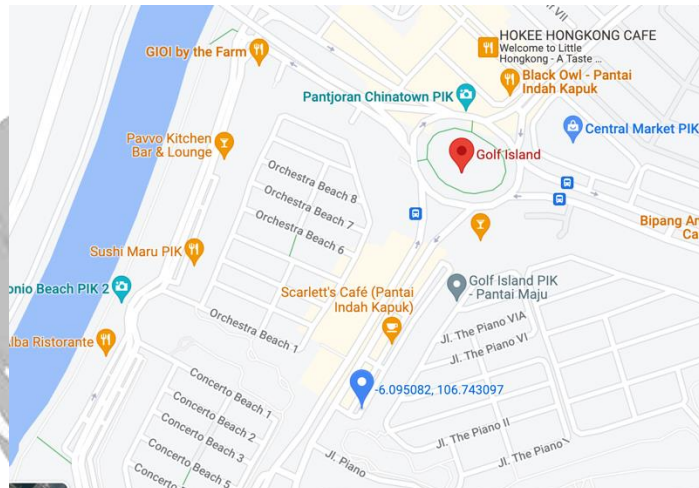 HOKEE HONGKONG CAFE
Welcome to Little
Hongkong - A Taste ...
GIOI by the Farm
Black Owl - Pantai
Indah Kapuk
Pantjoran Chinatown PIK
Central Market PIK
Pavvo Kitchen
Bar & Lounge
Golf Island
Orchestra Beach 8
Orchestra Beach 7
Orchestra Beach 6
Bipang Am
Ca
Sushi Maru PIK
onio Beach PIK 2
Scarlett's Café (Pantai
Indah Kapuk)
Golf Island PIK
- Pantai Maju
Orchestra Beach 1
Jl. The Piano VIA
Jl. The Piano VI
Alba Ristorante
Concerto Beach 1
Concerto Beach 2
Concerto Beach 3
Concerto Beach 5
-6.095082, 106.743097
Jl. The Piano II
Jl. The Piano
Jl. Piano